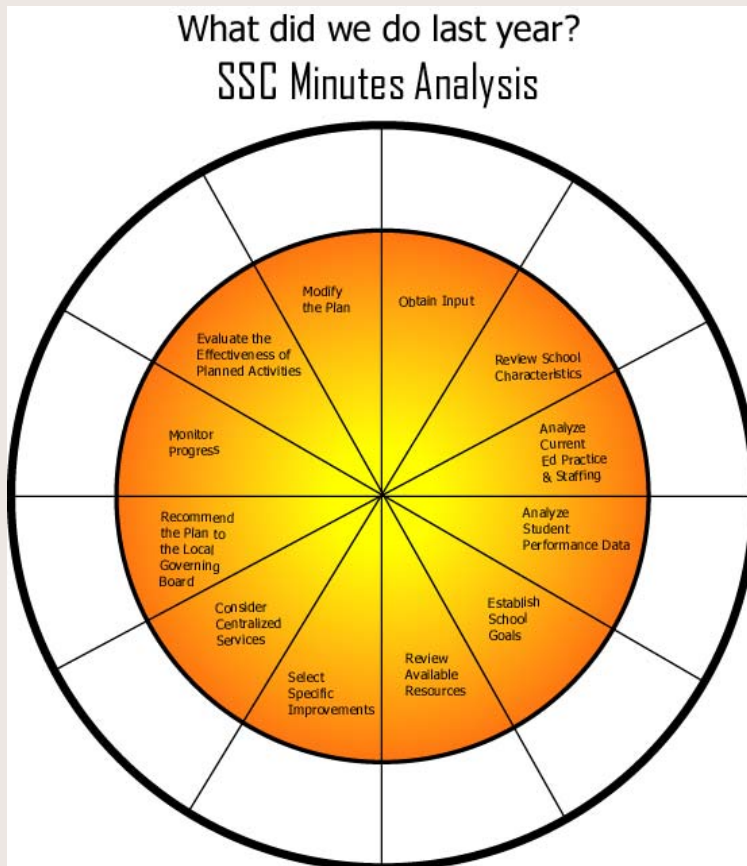 What did we do last year?
SSC Minutes Analysis
Obtain Input
Review School
Characteristics
Analyze
Current
Ed Practice
& Staffing
Analyze
Student
Performance Data
Establish
School
Goals
Review
Available
Resources
Select
Specific
Improvements
Consider
Centralized
Services
Recommend
the Plan to
the Local
Governing
Board
Monitor
Progress
Evaluate the
Effectiveness of
Planned Activities
Modify
the Plan